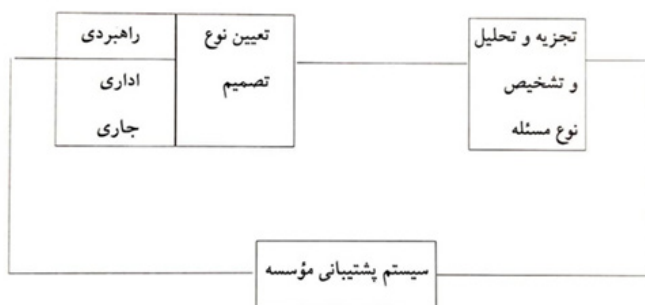 تجزیه و تحلیل
و تشخیص
نوع مسئله
تعیین نوع
تصمیم
راهبردی
اداری
جاری
سیستم پشتیبانی مؤسسه